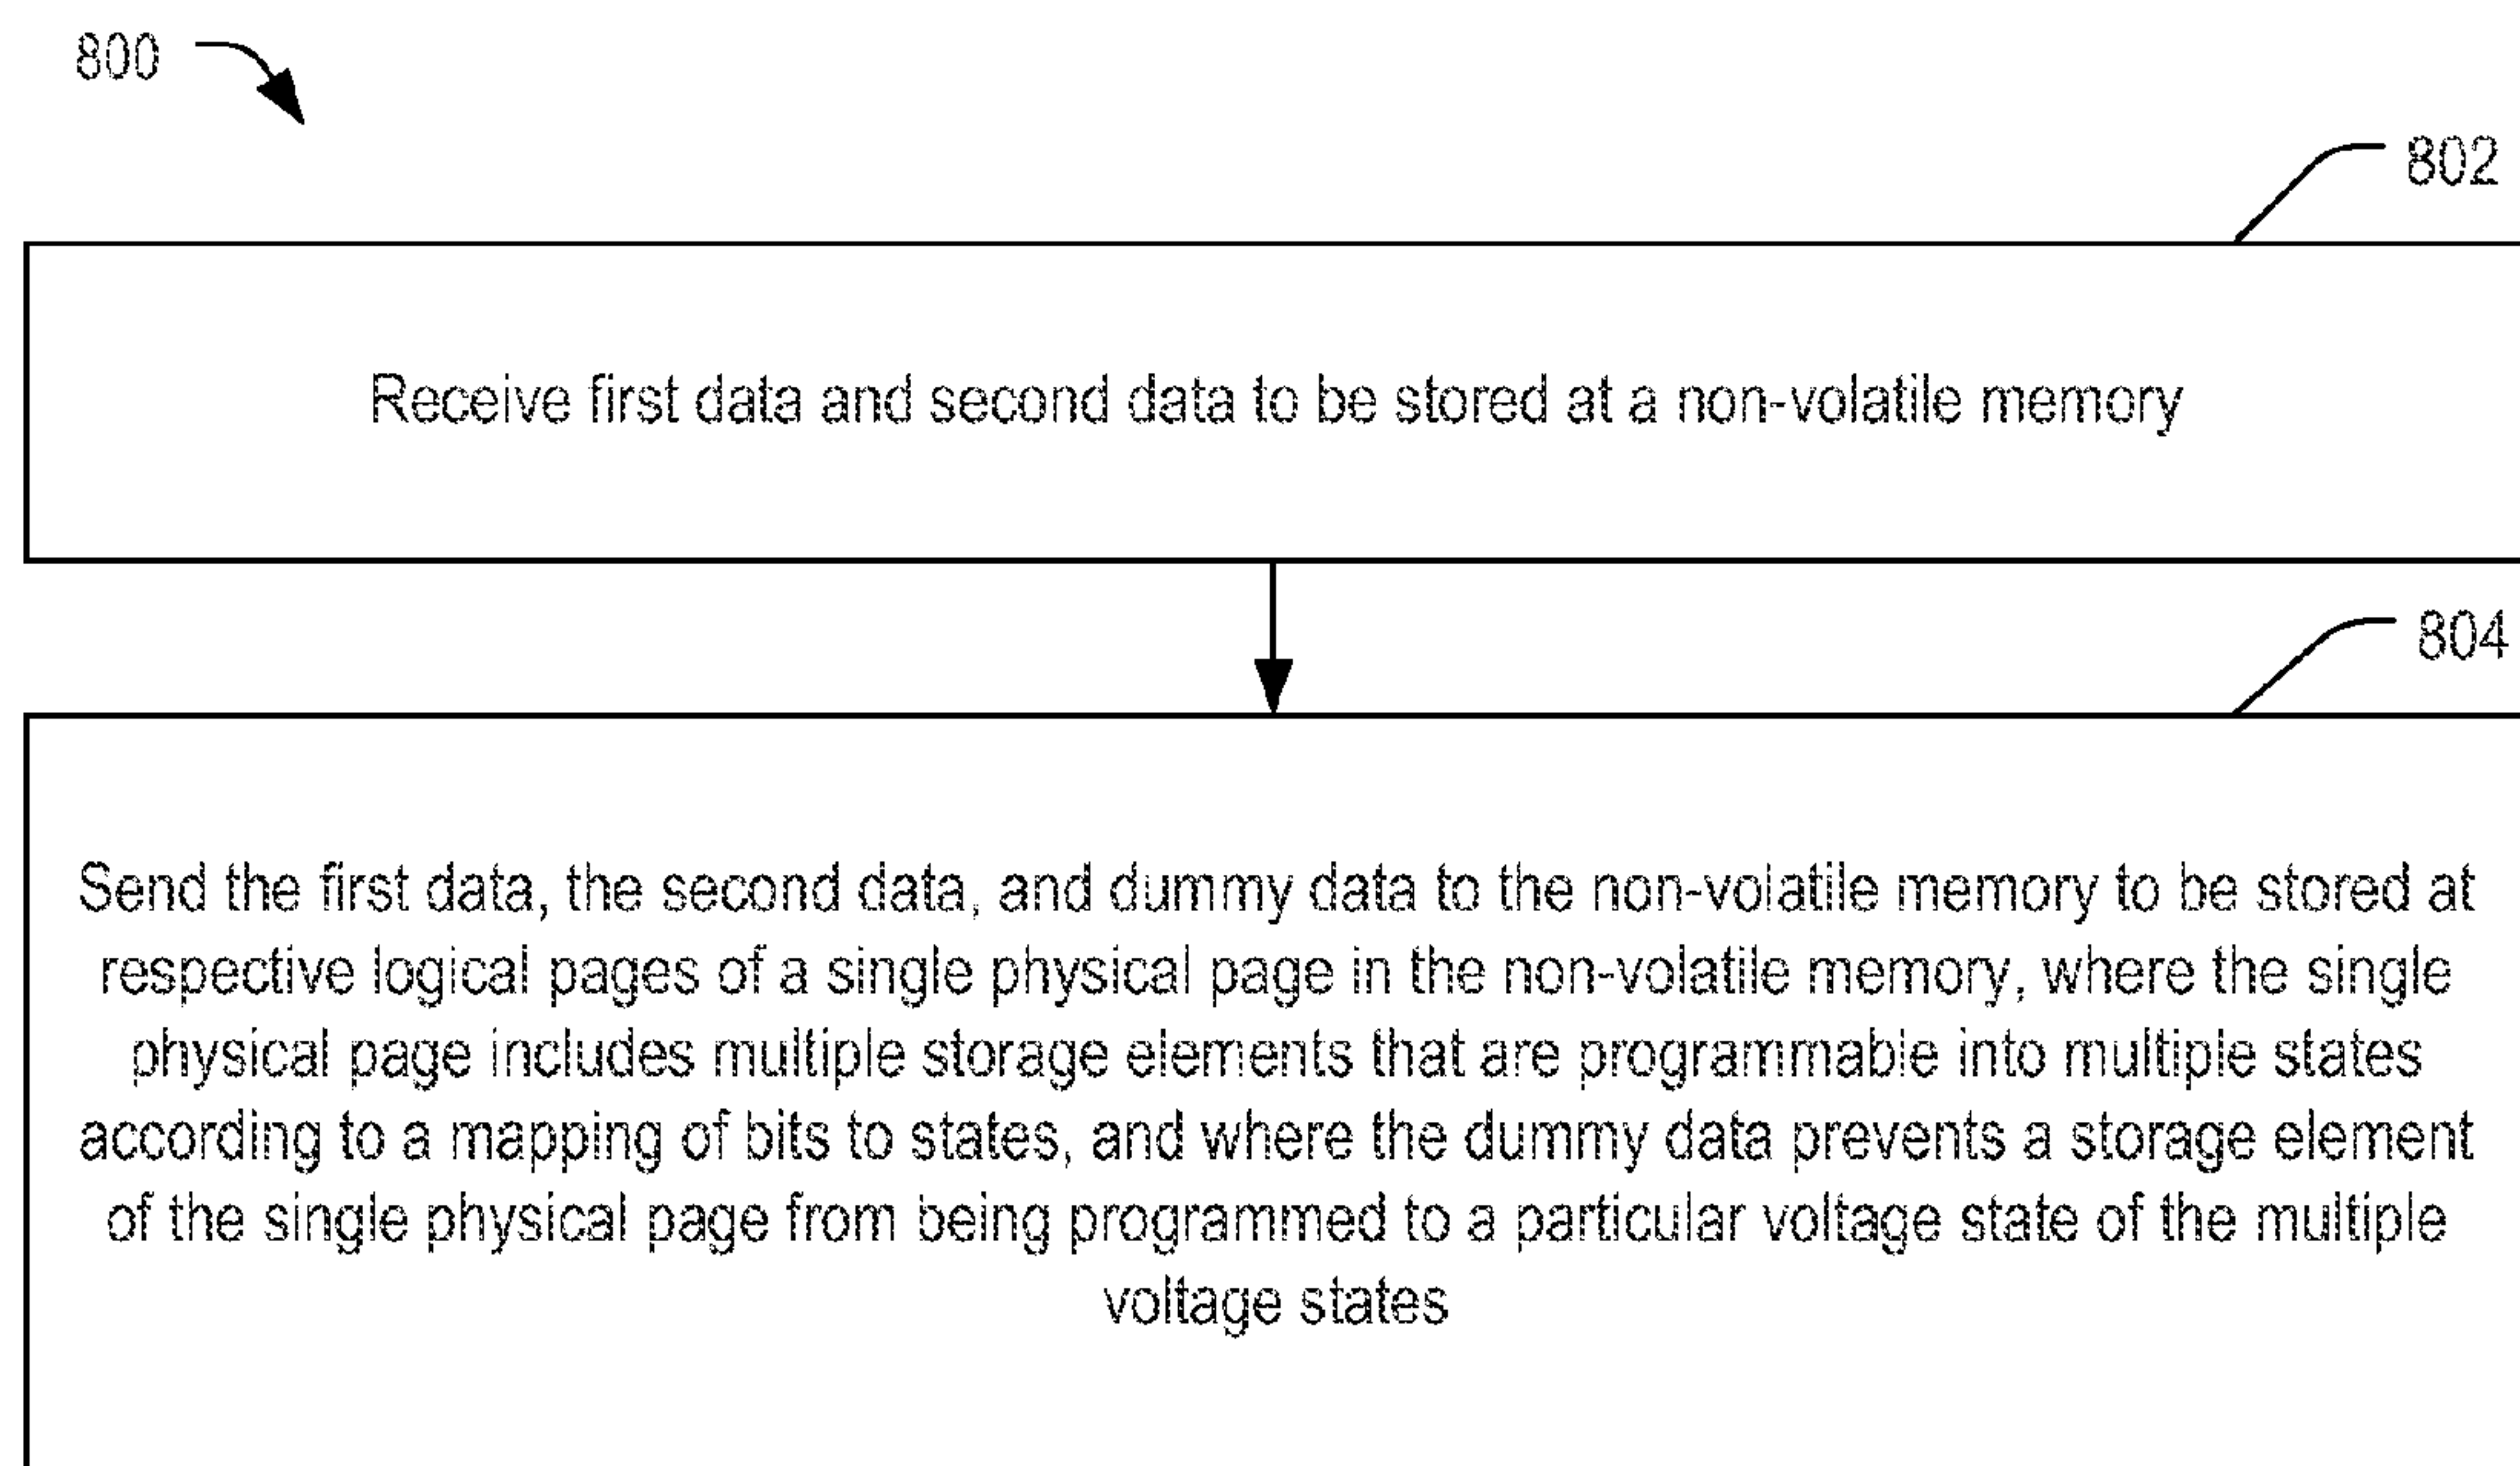 800
802
Receive first data and second data to be stored at a non-volatile memory
804
Send the first data, the second data, and dummy data to the non-volatile memory to be stored at
respective logical pages of a single physical page in the non-volatile memory, where the single
physical page includes multiple storage elements that are programmable into multiple states
according to a mapping of bits to states, and where the dummy data prevents a storage element
of the single physical page from being programmed to a particular voltage state of the multiple
voltage states